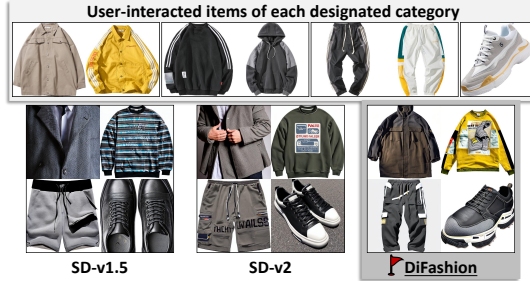 User-interacted items of each designated category
SD-v1.5
SD-v2
DiFashion